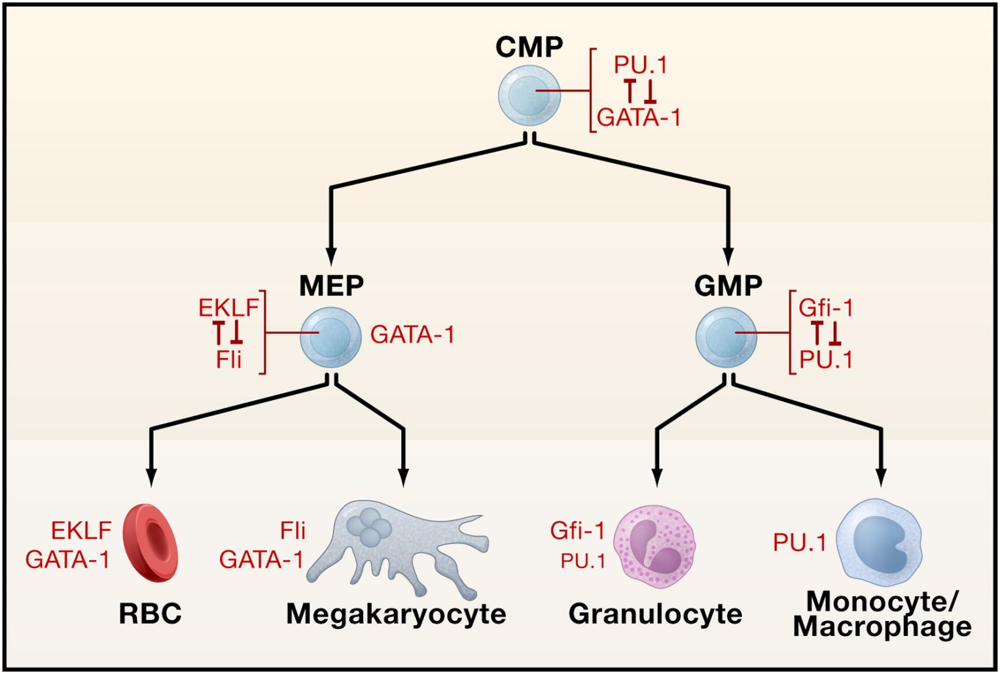 CMP
PU.1
GATA-1
MEP
EKLF
Fli
GATA-1
GMP
Gfi-1
PU.1
EKLF
GATA-1
RBC
Fli
GATA-1
Megakaryocyte
Gfi-1
PU.1
Granulocyte
PU.1
Monocyte/
Macrophage